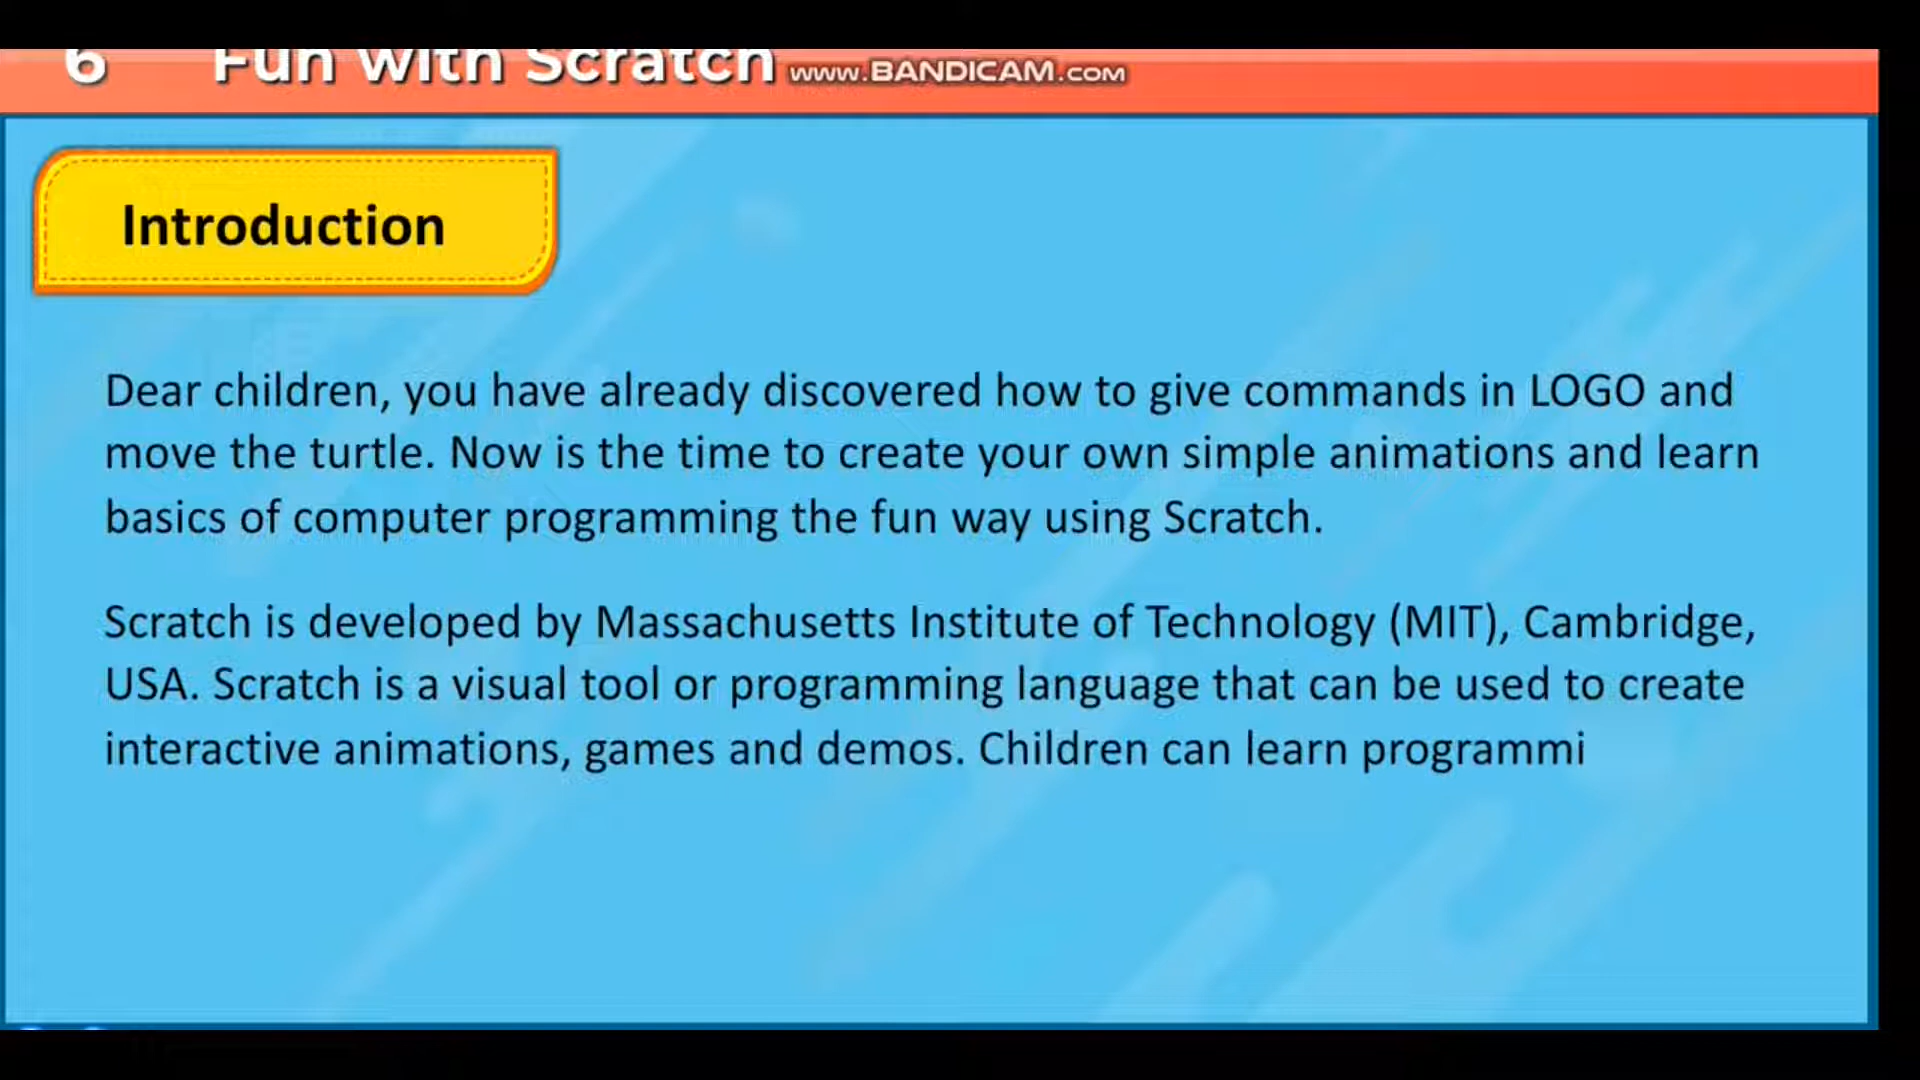 6 Fun with Scratch www.BANDICAM.com
Introduction
Dear children, you have already discovered how to give commands in LOGO and
move the turtle. Now is the time to create your own simple animations and learn
basics of computer programming the fun way using Scratch.
Scratch is developed by Massachusetts Institute of Technology (MIT), Cambridge,
USA. Scratch is a visual tool or programming language that can be used to create
interactive animations, games and demos. Children can learn programmi